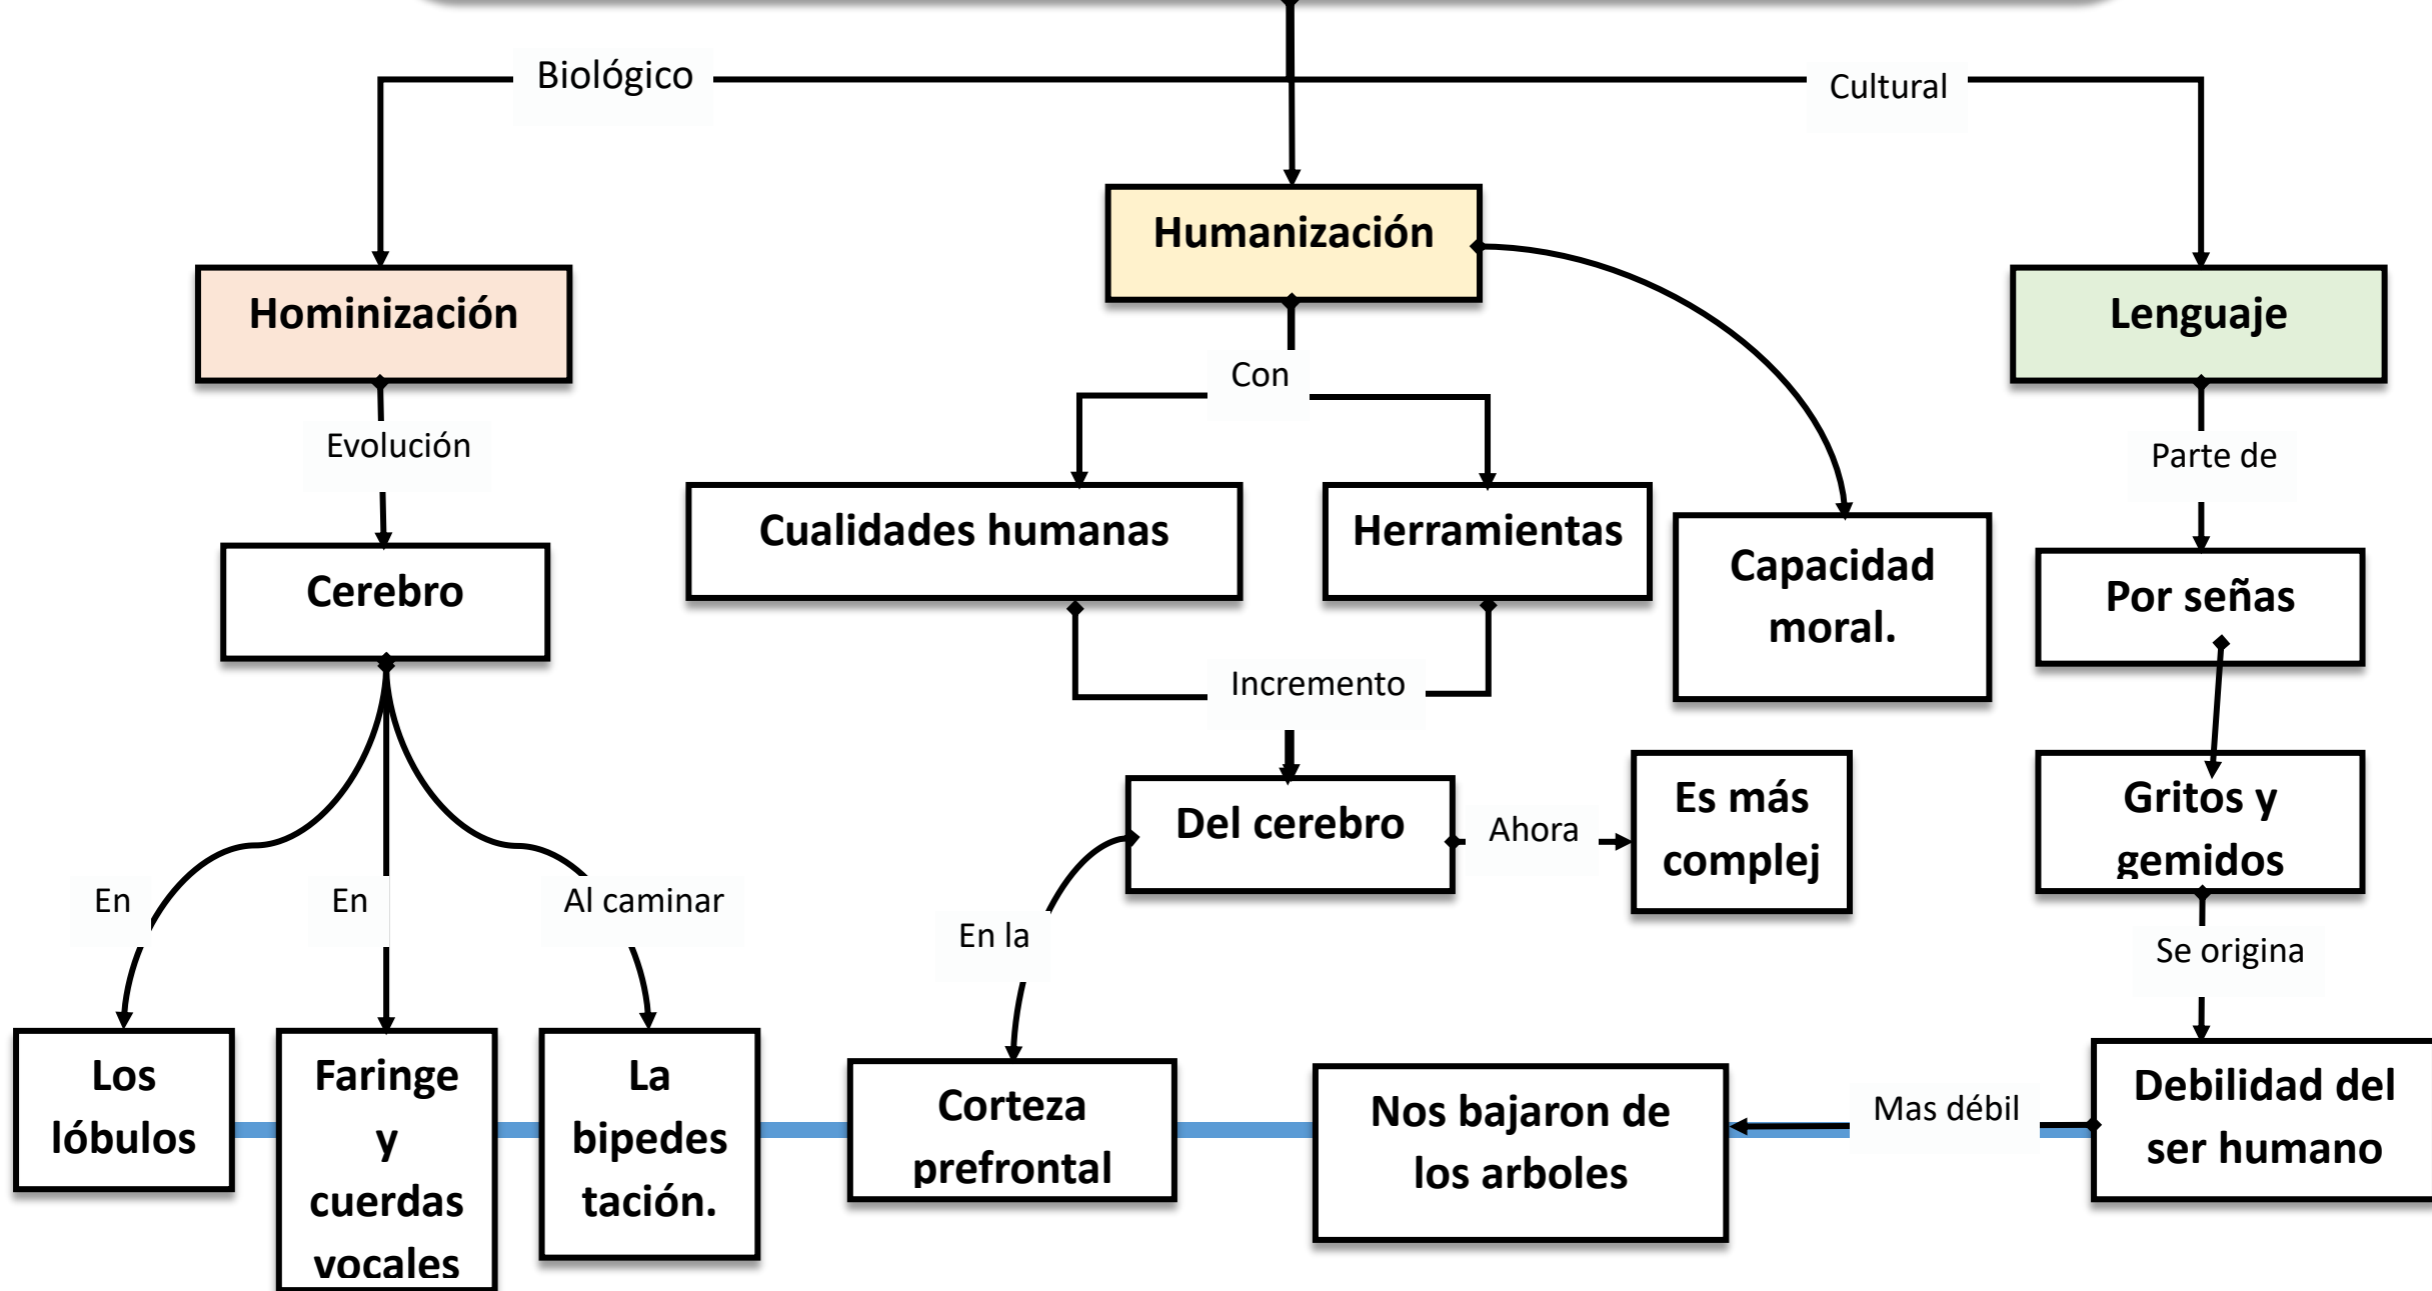 Biológico
Cultural
Humanización
Hominización
Lenguaje
Con
Evolución
Parte de
Cualidades humanas
Herramientas
Capacidad
moral.
Cerebro
Por señas
Incremento
Del cerebro
Ahora
Es más
complej
Gritos y
gemidos
En
En
Al caminar
En la
Se origina
Los
lóbulos
Faringe
y
cuerdas
vocales
La
bipedes
tación.
Corteza
prefrontal
Nos bajaron de
los arboles
Mas débil
Debilidad del
ser humano